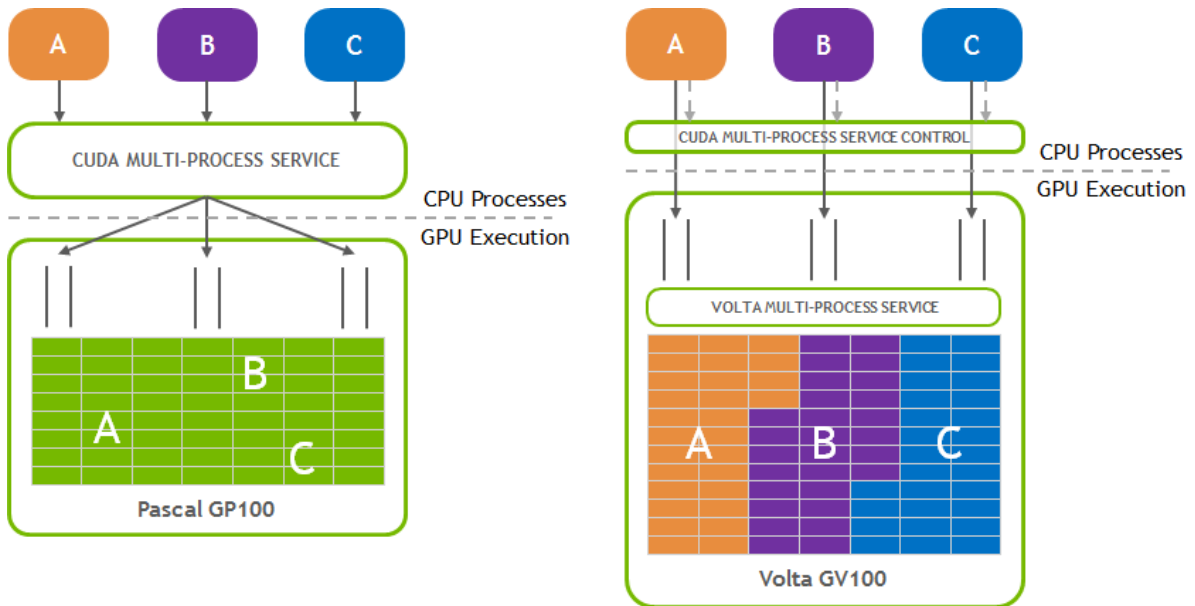 A
B
C
CUDA MULTI-PROCESS SERVICE
CPU Processes
GPU Execution
B
A
C
Pascal GP100
A
B
C
CUDA MULTI-PROCESS SERVICE CONTROL
CPU Processes
GPU Execution
VOLTA MULTI-PROCESS SERVICE
A
B
C
Volta GV100